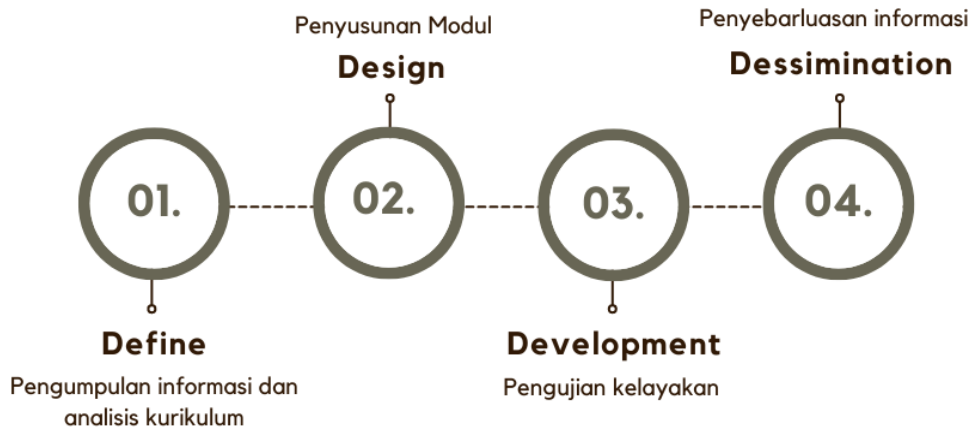 01.
Define
Pengumpulan informasi dan
analisis kurikulum
Penyusunan Modul
Design
02.
03.
Development
Pengujian kelayakan
Penyebarluasan informasi
Dessimination
04.